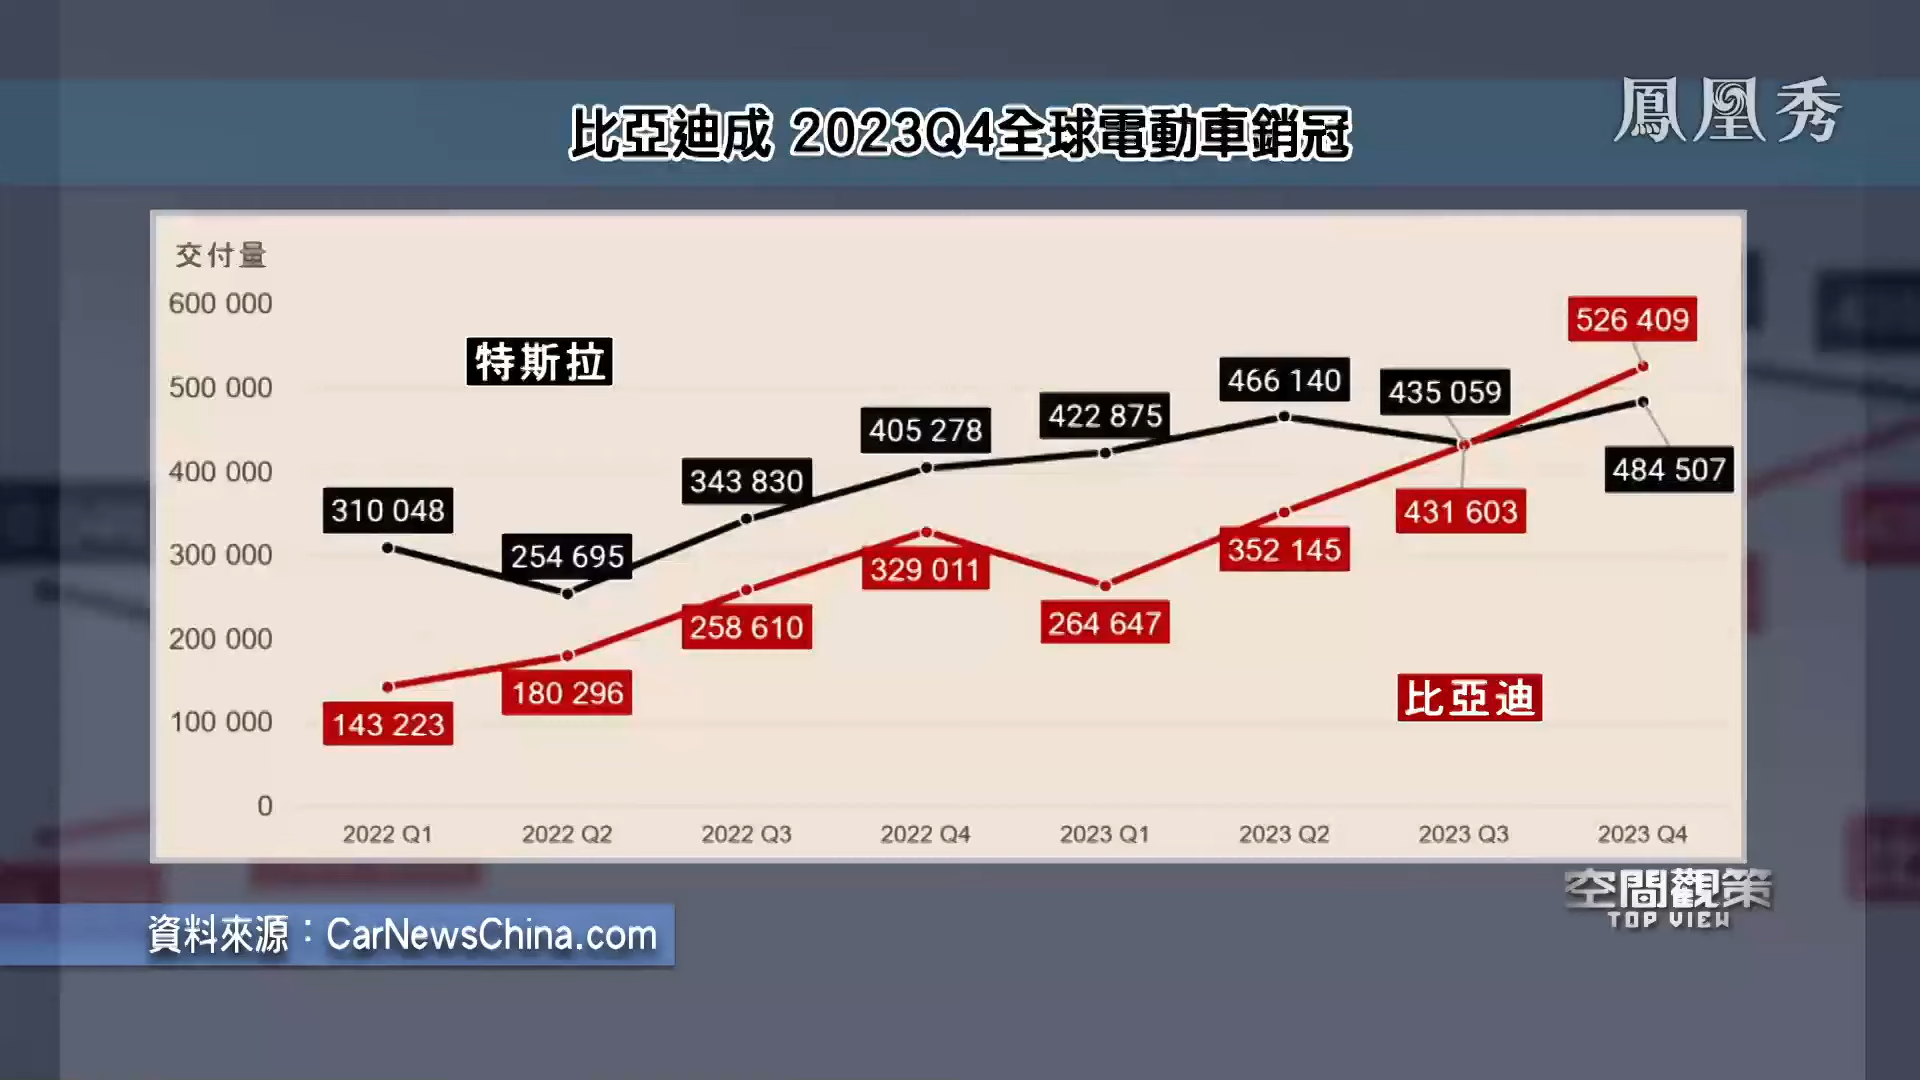 鳳凰秀
比亞迪成 2023Q4全球電動車銷冠
交付量
600 000
500 000
400 000
300 000
200 000
100 000
0
特斯拉
310 048
254 695
343 830
405 278
422 875
466 140
435 059
484 507
143 223
180 296
258 610
329 011
264 647
352 145
431 603
526 409
比亞迪
2022 Q1
2022 Q2
2022 Q3
2022 Q4
2023 Q1
2023 Q2
2023 Q3
2023 Q4
空間觀策
TOP VIEW
資料來源：CarNewsChina.com